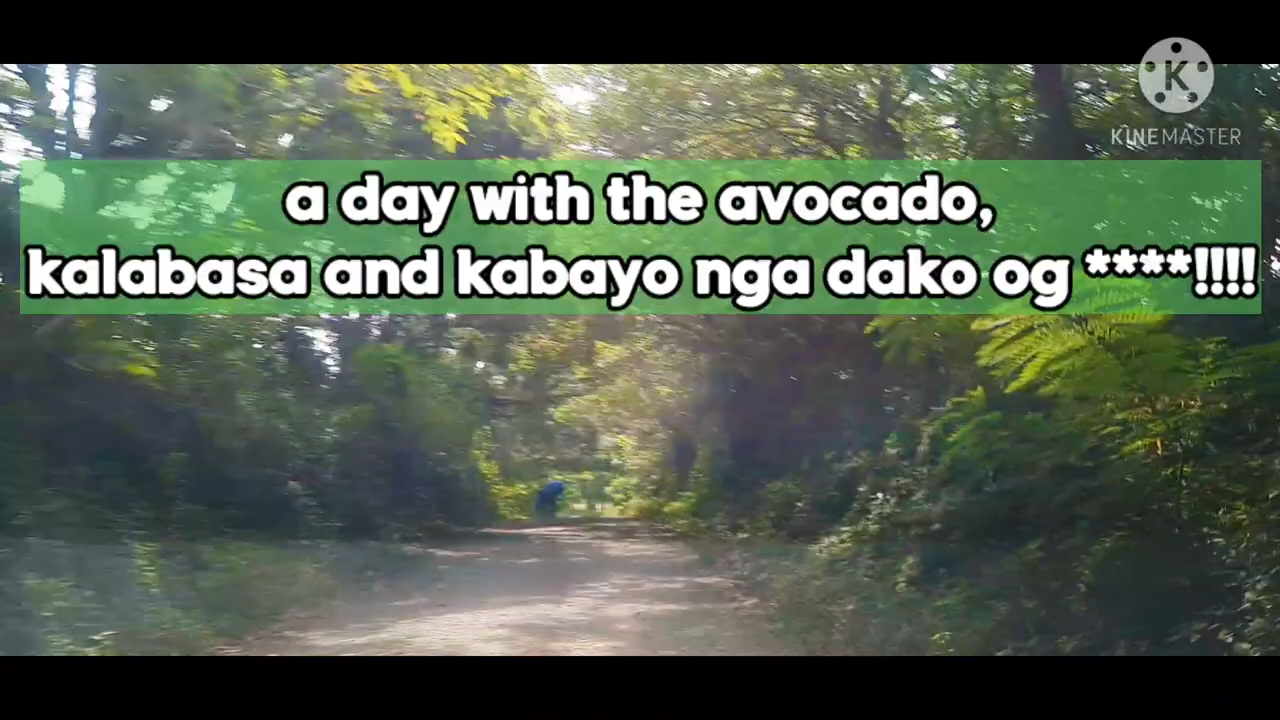 K
KINEMASTER
a day with the avocado,
kalabasa and kabayo nga dako og ****!!!!